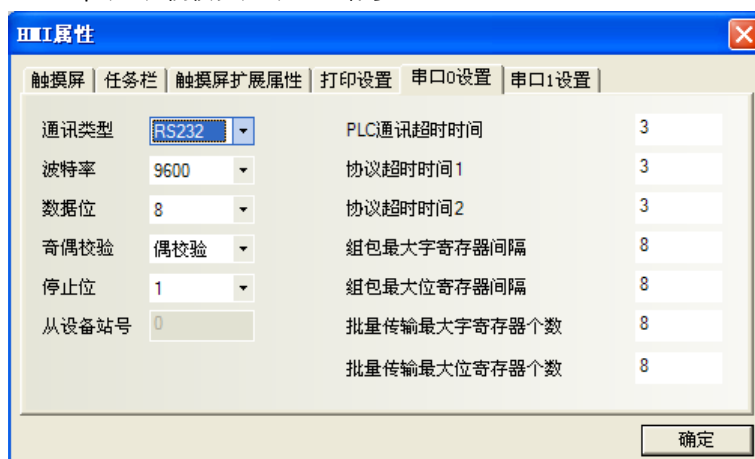 HMI属性
触摸屏 任务栏 触摸屏扩展属性 打印设置 串口0设置 串口1设置
通讯类型 RS232 PLC通讯超时时间 3
波特率 9600 协议超时时间1 3
数据位 8 协议超时时间2 3
奇偶校验 偶校验 组包最大字寄存器间隔 8
停止位 1 组包最大位寄存器间隔 8
从设备站号 0 批量传输最大字寄存器个数 8
批量传输最大位寄存器个数 8
确定